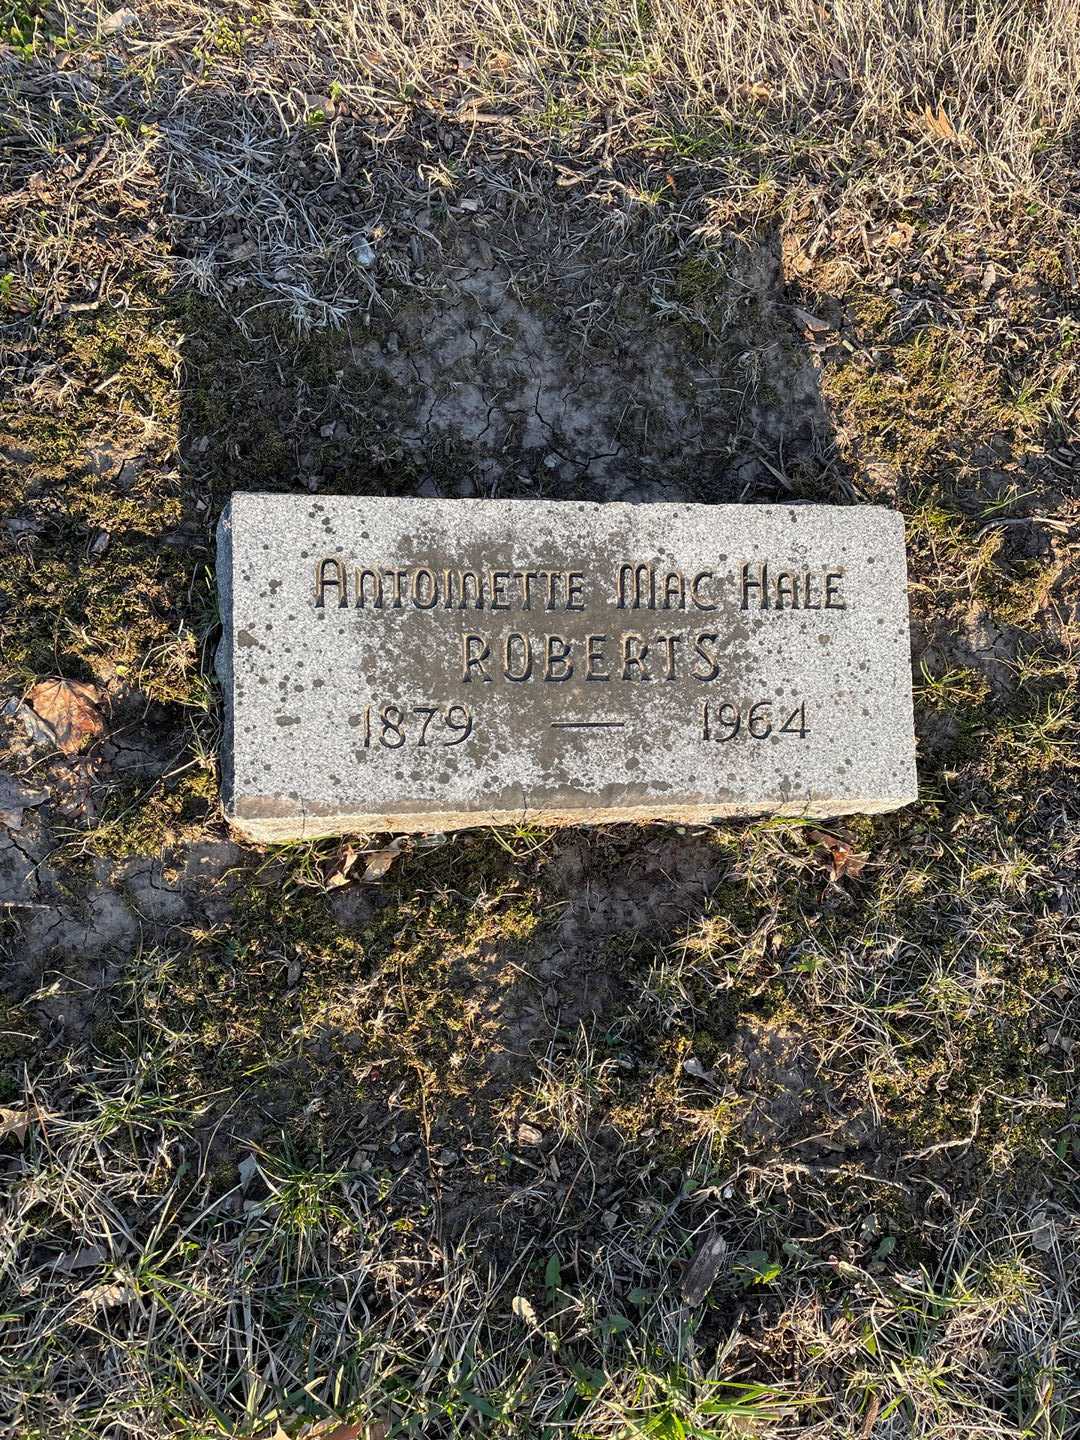 Antoinette Mac Hale
Roberts
1879 — 1964